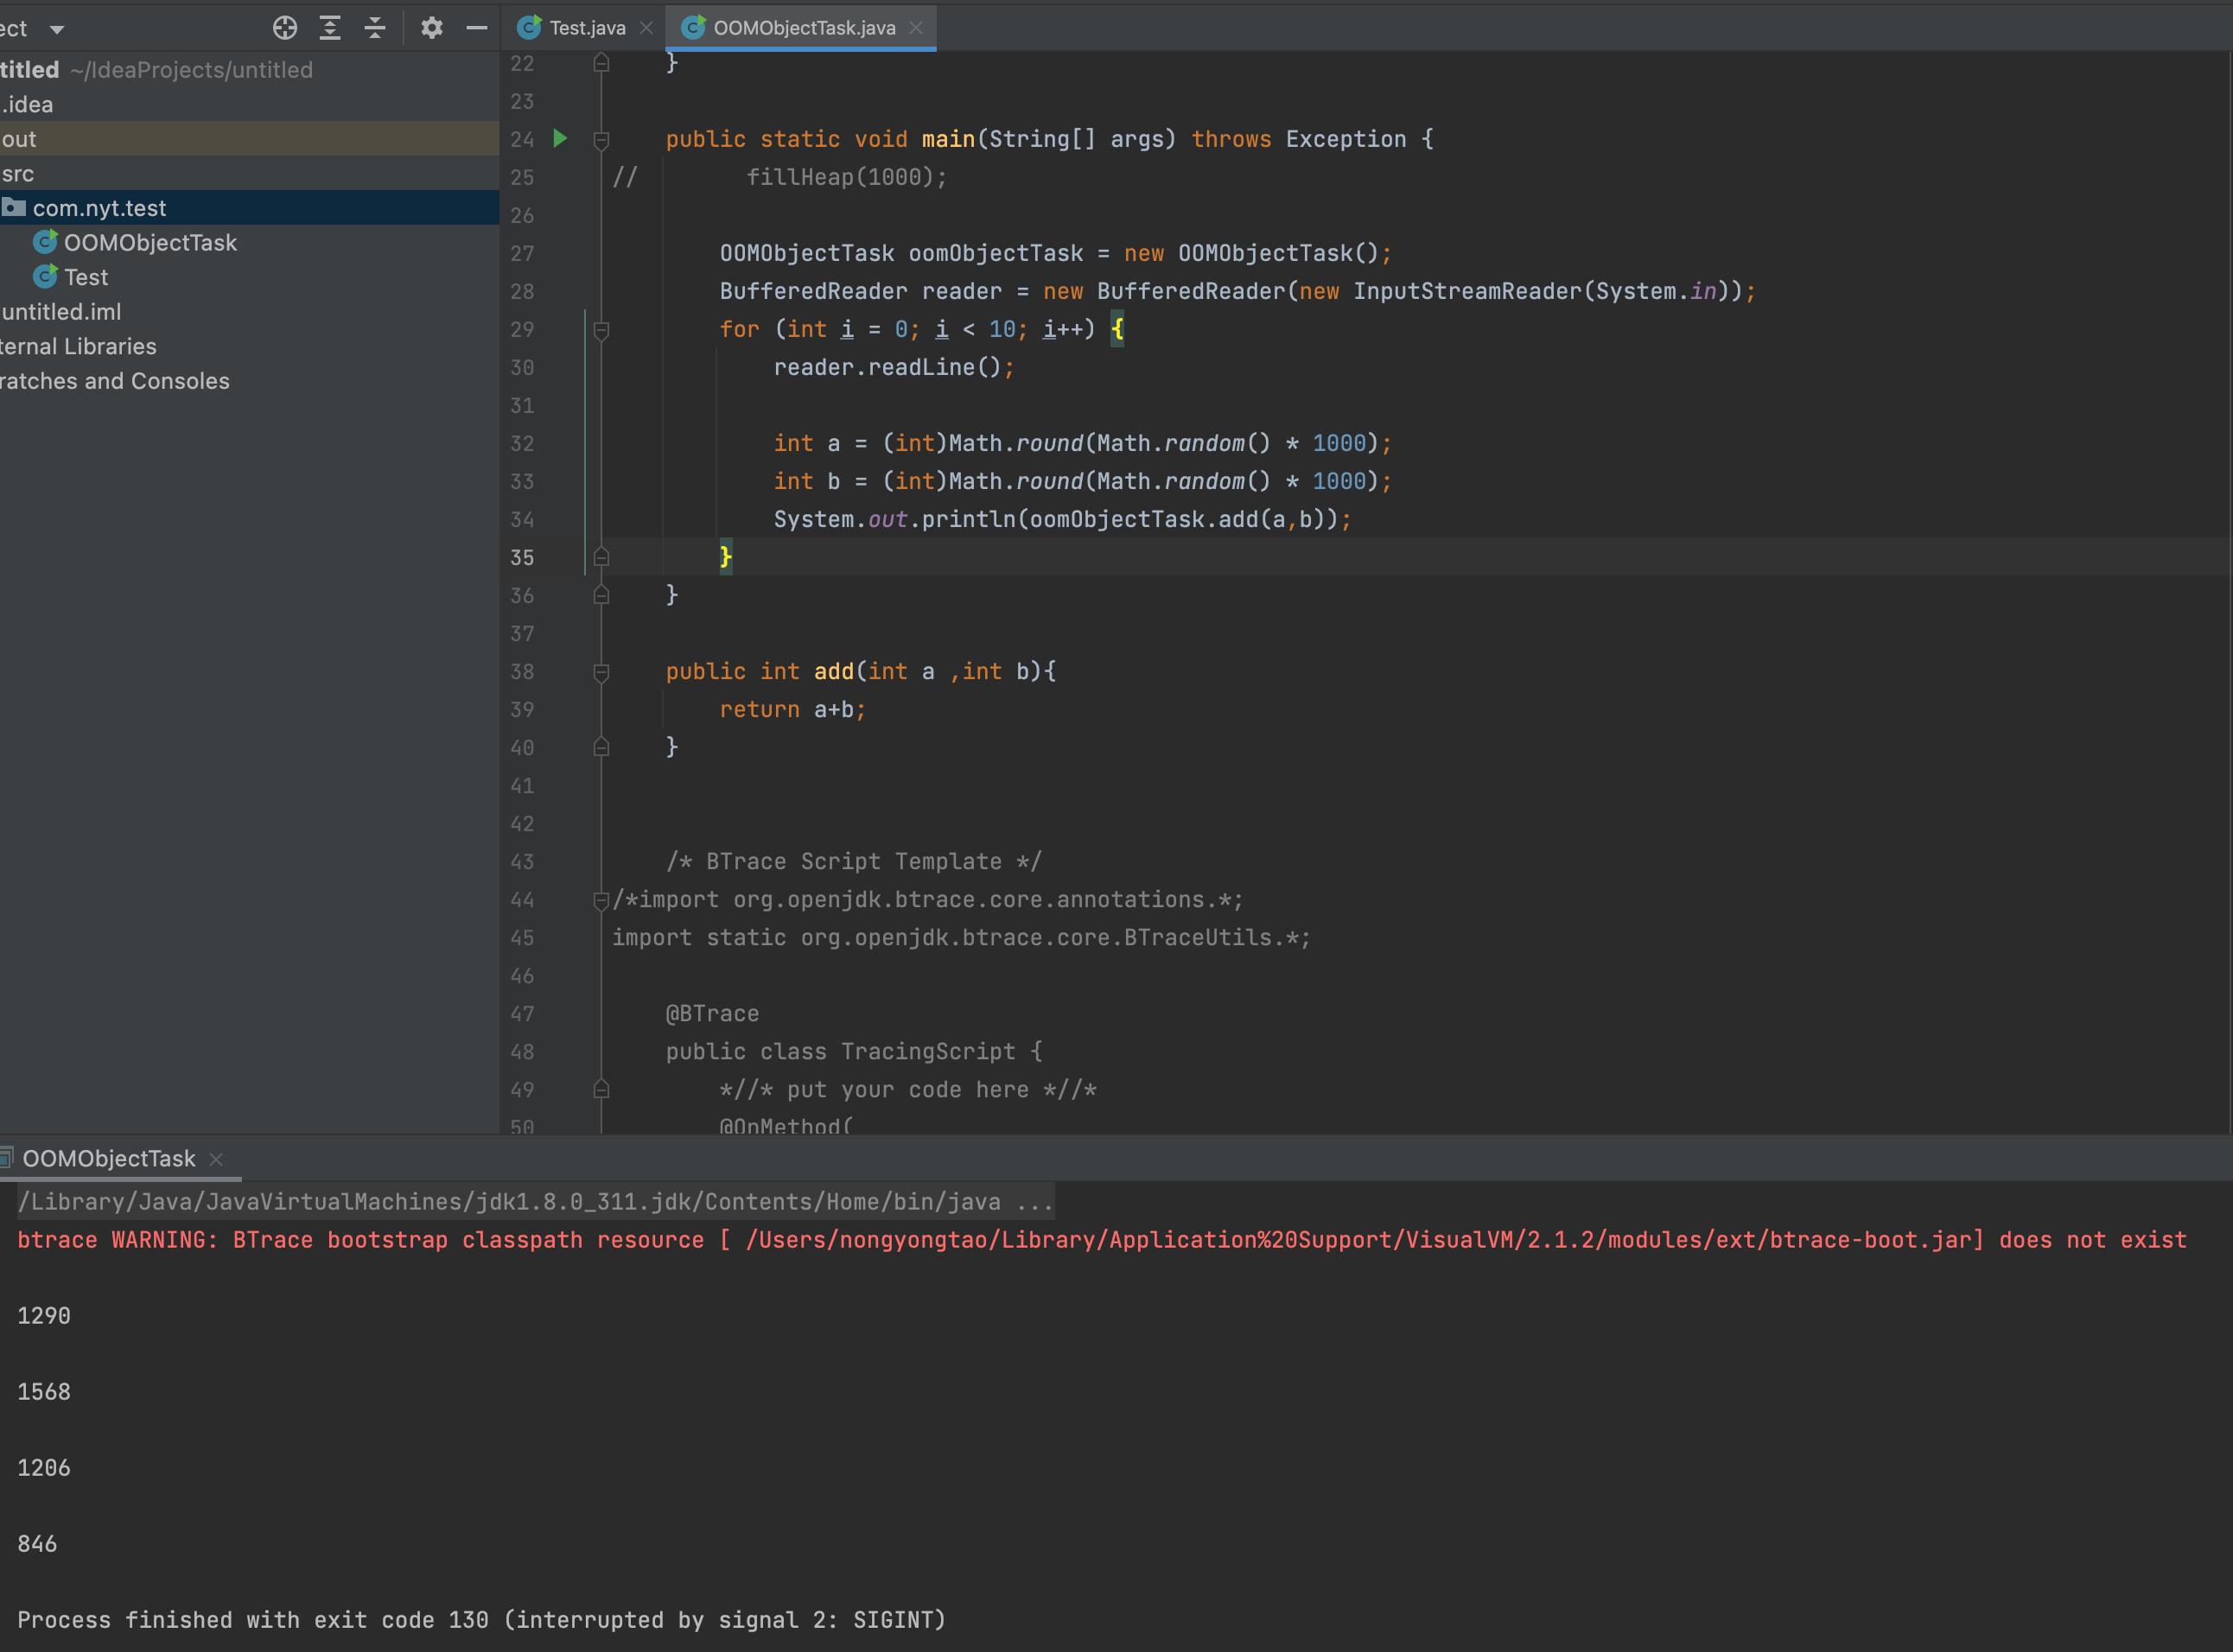 ect
Test.java
OOMObjectTask.java
titled ~/IdeaProjects/untitled
.idea
out
src
com.nyt.test
OOMObjectTask
Test
untitled.iml
ternal Libraries
ratches and Consoles
22 }
23
24 public static void main(String[] args) throws Exception {
25 // fillHeap(1000);
26
27 OOMObjectTask oomObjectTask = new OOMObjectTask();
28 BufferedReader reader = new BufferedReader(new InputStreamReader(System.in));
29 for (int i = 0; i < 10; i++) {
30 reader.readLine();
31
32 int a = (int)Math.round(Math.random() * 1000);
33 int b = (int)Math.round(Math.random() * 1000);
34 System.out.println(oomObjectTask.add(a,b));
35 }
36 }
37
38 public int add(int a ,int b){
39 return a+b;
40 }
41
42
43 /* BTrace Script Template */
44 /*import org.openjdk.btrace.core.annotations.*;
45 import static org.openjdk.btrace.core.BTraceUtils.*;
46
47 @BTrace
48 public class TracingScript {
49 *//* put your code here *//*
50 @OnMethod(
OOMObjectTask
/Library/Java/JavaVirtualMachines/jdk1.8.0_311.jdk/Contents/Home/bin/java ...
btrace WARNING: BTrace bootstrap classpath resource [ /Users/nongyongtao/Library/Application%20Support/VisualVM/2.1.2/modules/ext/btrace-boot.jar] does not exist
1290
1568
1206
846
Process finished with exit code 130 (interrupted by signal 2: SIGINT)